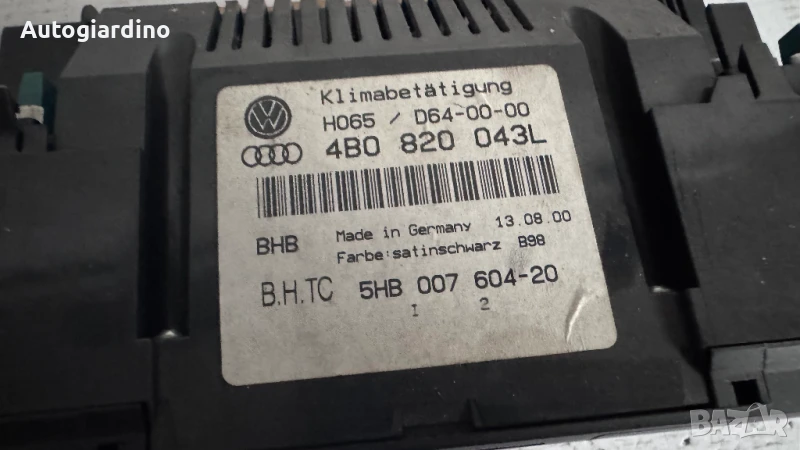 Autogiardino
Klimabetätigung
H065 / D64-00-00
4B0 820 043L
BHB Made in Germany 13.08.00
Farbe:satinschwarz B98
B.H.TC 5HB 007 604-20
I 2
BAZAR